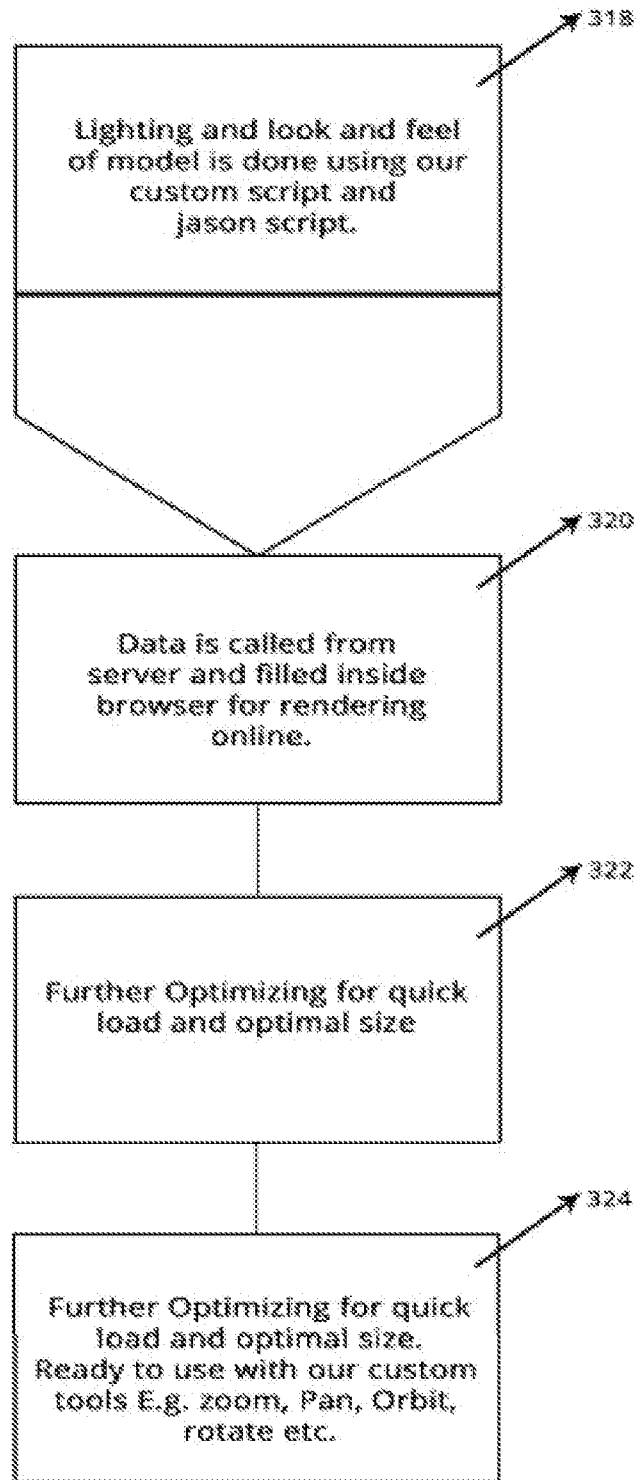 318
Lighting and look and feel
of model is done using our
custom script and
jason script.
320
Data is called from
server and filled inside
browser for rendering
online.
322
Further Optimizing for quick
load and optimal size
324
Further Optimizing for quick
load and optimal size.
Ready to use with our custom
tools E.g. zoom, Pan, Orbit,
rotate etc.